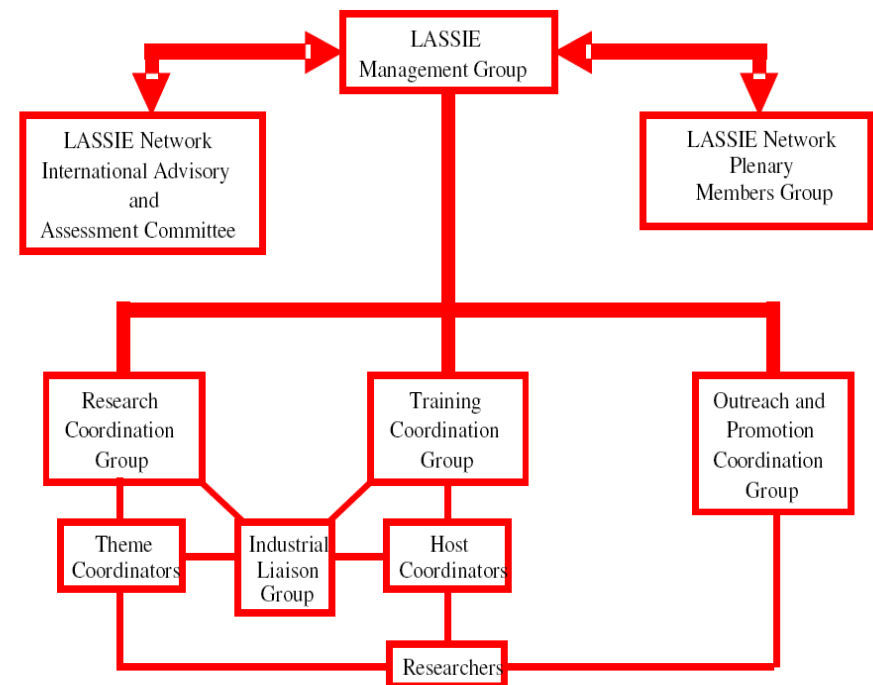 LASSIE
Management Group
LASSIE Network
International Advisory
and
Assessment Committee
LASSIE Network
Plenary
Members Group
Research
Coordination
Group
Training
Coordination
Group
Outreach and
Promotion
Coordination
Group
Theme
Coordinators
Industrial
Liaison
Group
Host
Coordinators
Researchers